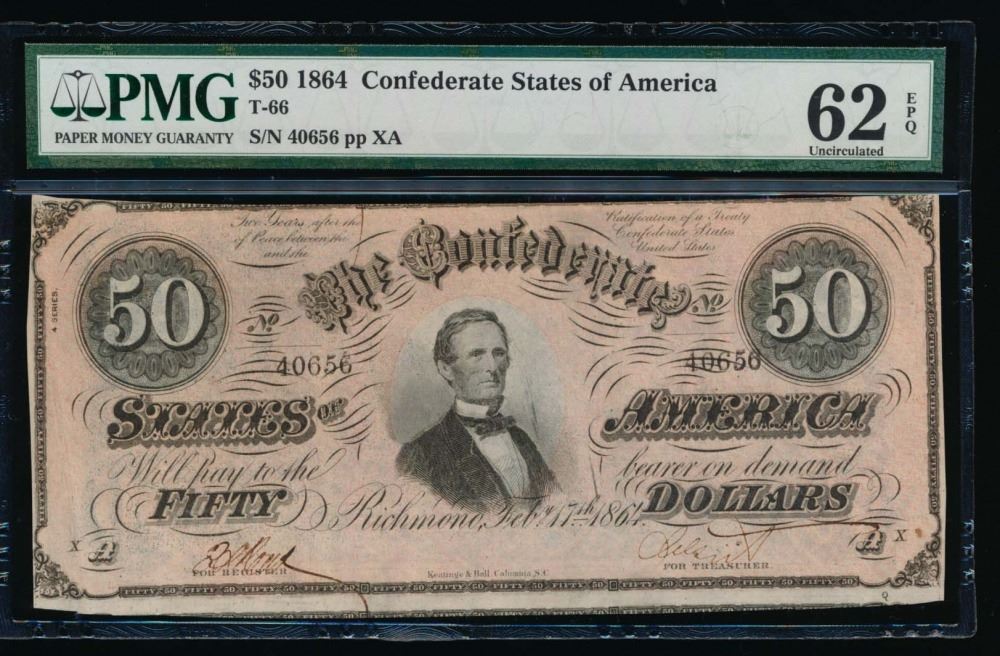 PMG
PAPER MONEY GUARANTY
$50 1864 Confederate States of America
T-66
S/N 40656 pp XA
62
EPQ
Uncirculated
Two Years after the
of Peace between the
and the
Ratification of a Treaty
Confederate States
United States
4 SERIES.
50
The Confederate
50
No
No
40656
40656
STATES OF
AMERICA
Will pay to the
bearer on demand
FIFTY
DOLLARS
Richmond, Feby. 17th 1864.
X A
A X
FOR REGISTER
Keatinge & Ball, Columbia, S.C.
FOR TREASURER.
Q